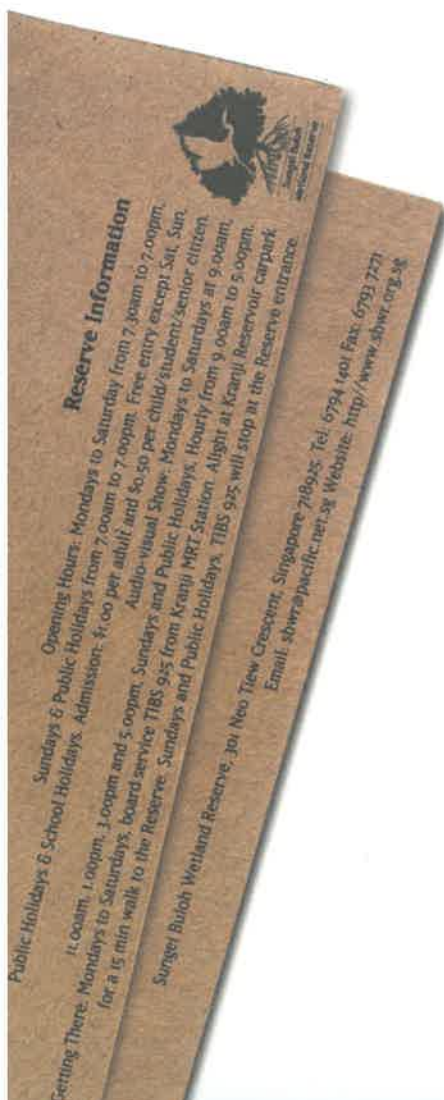 Sungei Buloh
Wetland Reserve
Reserve Information
Opening Hours: Mondays to Saturday from 7.30am to 7.00pm.
Sundays & Public Holidays from 7.00am to 7.00pm. Free entry except Sat, Sun,
Public Holidays & School Holidays. Admission: $1.00 per adult and $0.50 per child/student/senior citizen.
Audio-visual Show: Mondays to Saturdays at 9.00am,
11.00am, 1.00pm, 3.00pm and 5.00pm. Sundays and Public Holidays, Hourly from 9.00am to 5.00pm.
Getting There: Mondays to Saturdays, board service TIBS 925 from Kranji MRT Station. Alight at Kranji Reservoir carpark
for a 15 min walk to the Reserve. Sundays and Public Holidays, TIBS 925 will stop at the Reserve entrance
Sungei Buloh Wetland Reserve, 301 Neo Tiew Crescent, Singapore 718925. Tel: 6794 1401 Fax: 6793 7271
Email: sbwr@pacific.net.sg Website: http//www.sbwr.org.sg